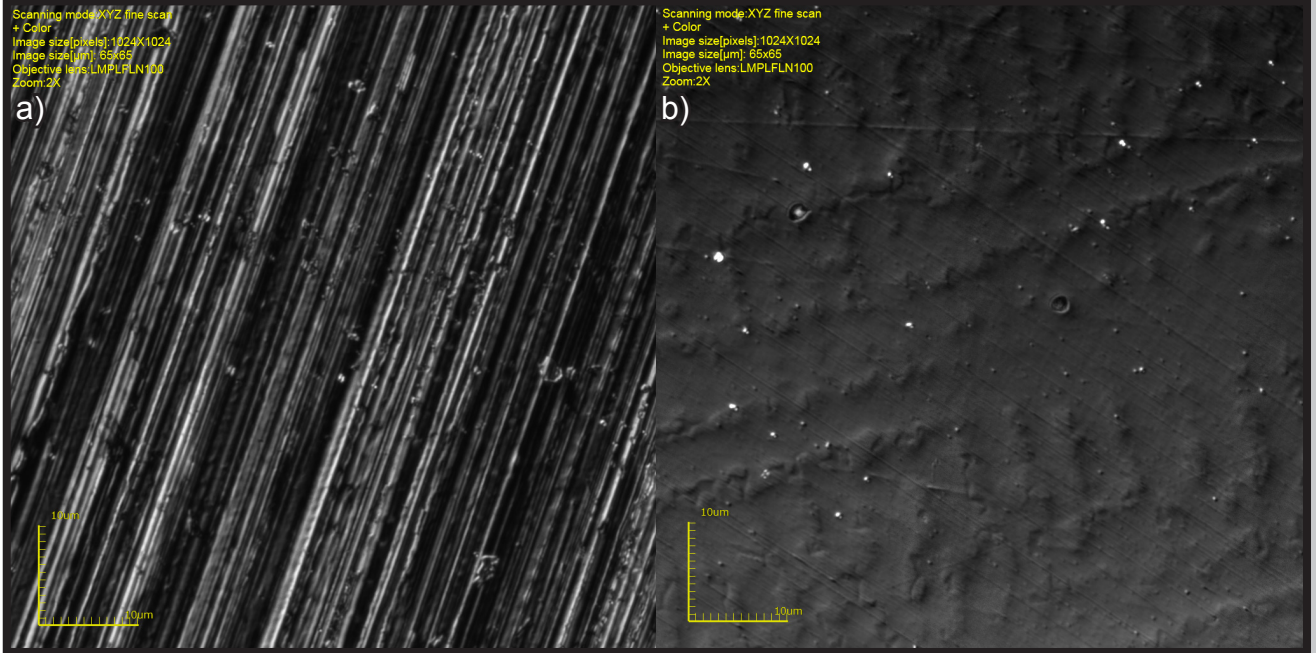 Scanning mode:XYZ fine scan
+ Color
Image size[pixels]:1024X1024
Image size[µm]: 65x65
Objective lens:LMPLFLN100
Zoom:2X
a)
10um
10um
Scanning mode:XYZ fine scan
+ Color
Image size[pixels]:1024X1024
Image size[µm]: 65x65
Objective lens:LMPLFLN100
Zoom:2X
b)
10um
10um